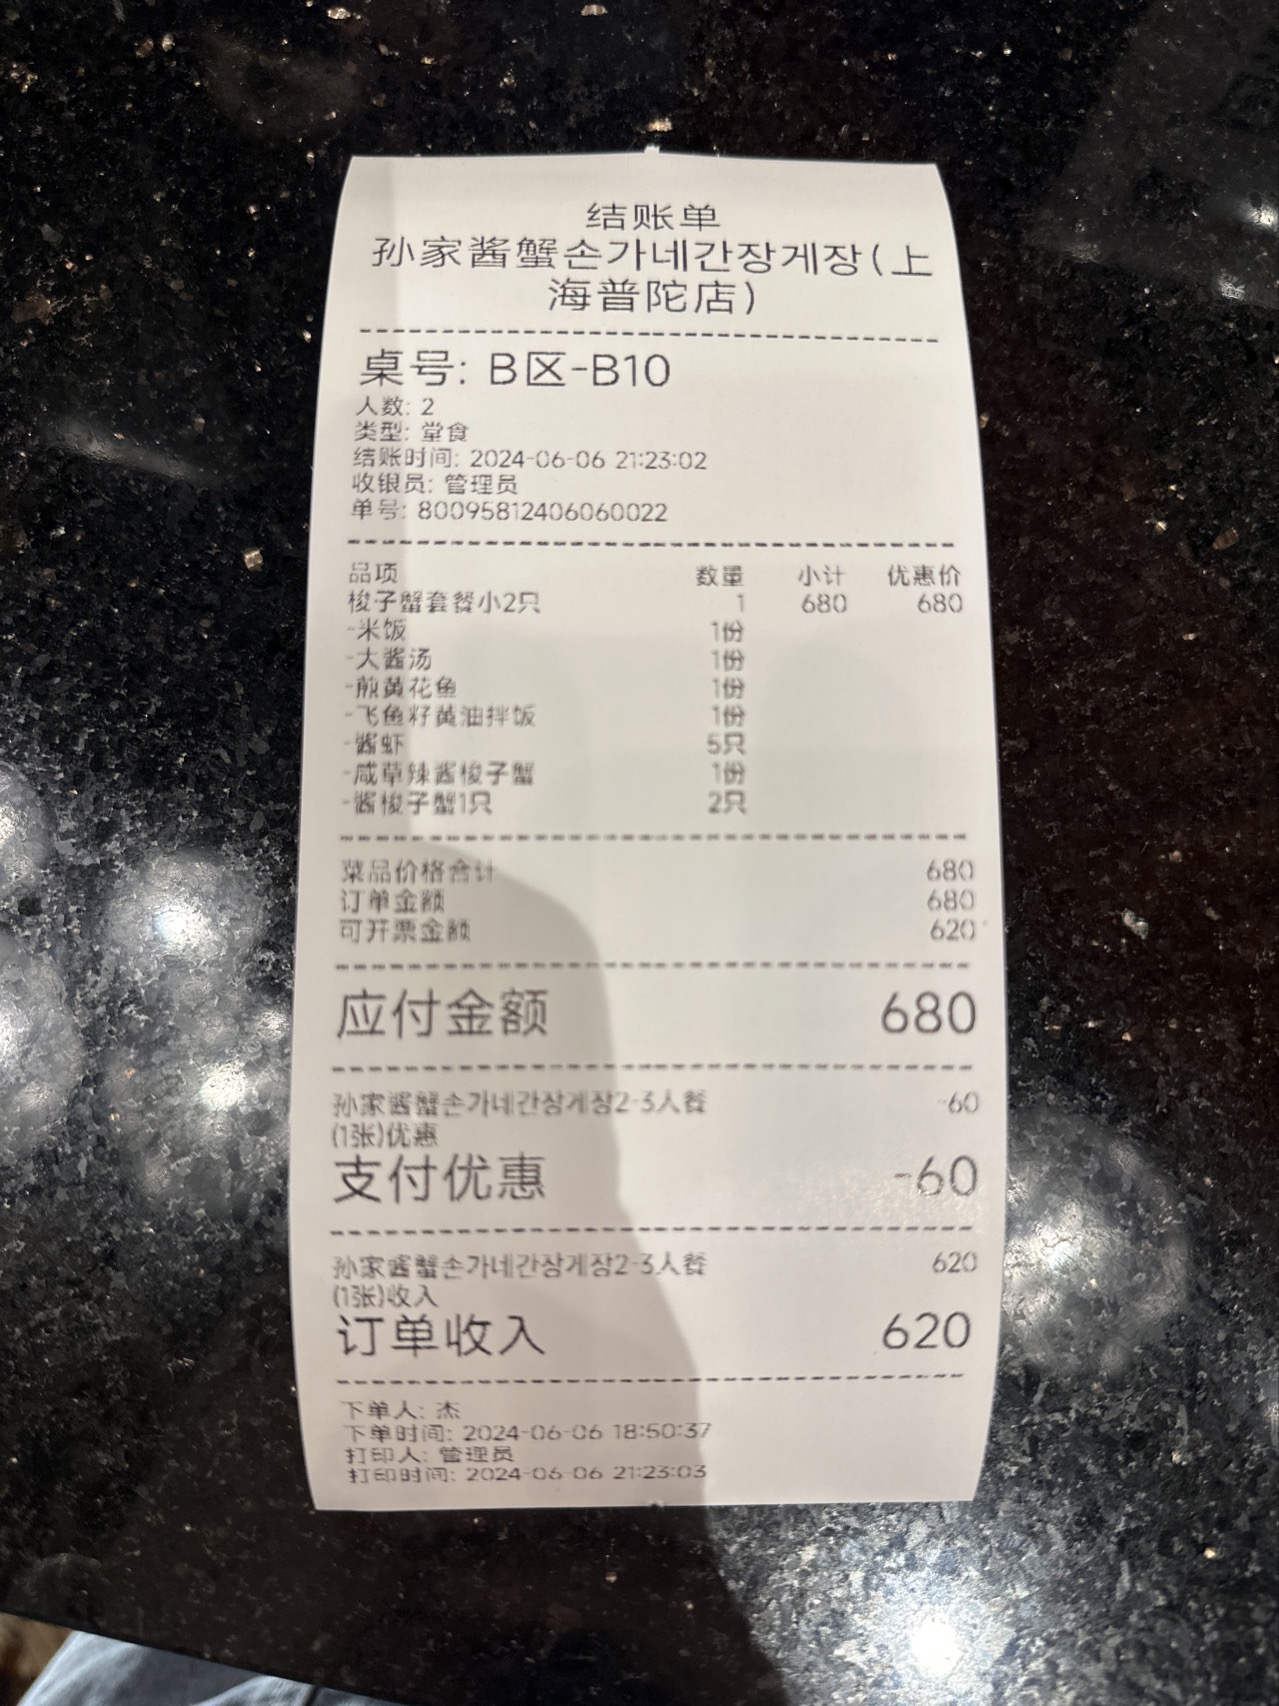 结账单
孙家酱蟹손가네간장게장(上
海普陀店)
桌号: B区-B10
人数: 2
类型: 堂食
结账时间: 2024-06-06 21:23:02
收银员: 管理员
单号: 80095812406060022
品项 数量 小计 优惠价
梭子蟹套餐小2只 1 680 680
-米饭 1份
-大酱汤 1份
-煎黄花鱼 1份
-飞鱼籽黄油拌饭 1份
-酱虾 5只
-咸草辣酱梭子蟹 1份
-酱梭子蟹1只 2只
菜品价格合计 680
订单金额 680
可开票金额 620
应付金额 680
孙家酱蟹손가네간장게장2-3人餐 -60
(1张)优惠
支付优惠 -60
孙家酱蟹손가네간장게장2-3人餐 620
(1张)收入
订单收入 620
下单人: 杰
下单时间: 2024-06-06 18:50:37
打印人: 管理员
打印时间: 2024-06-06 21:23:03